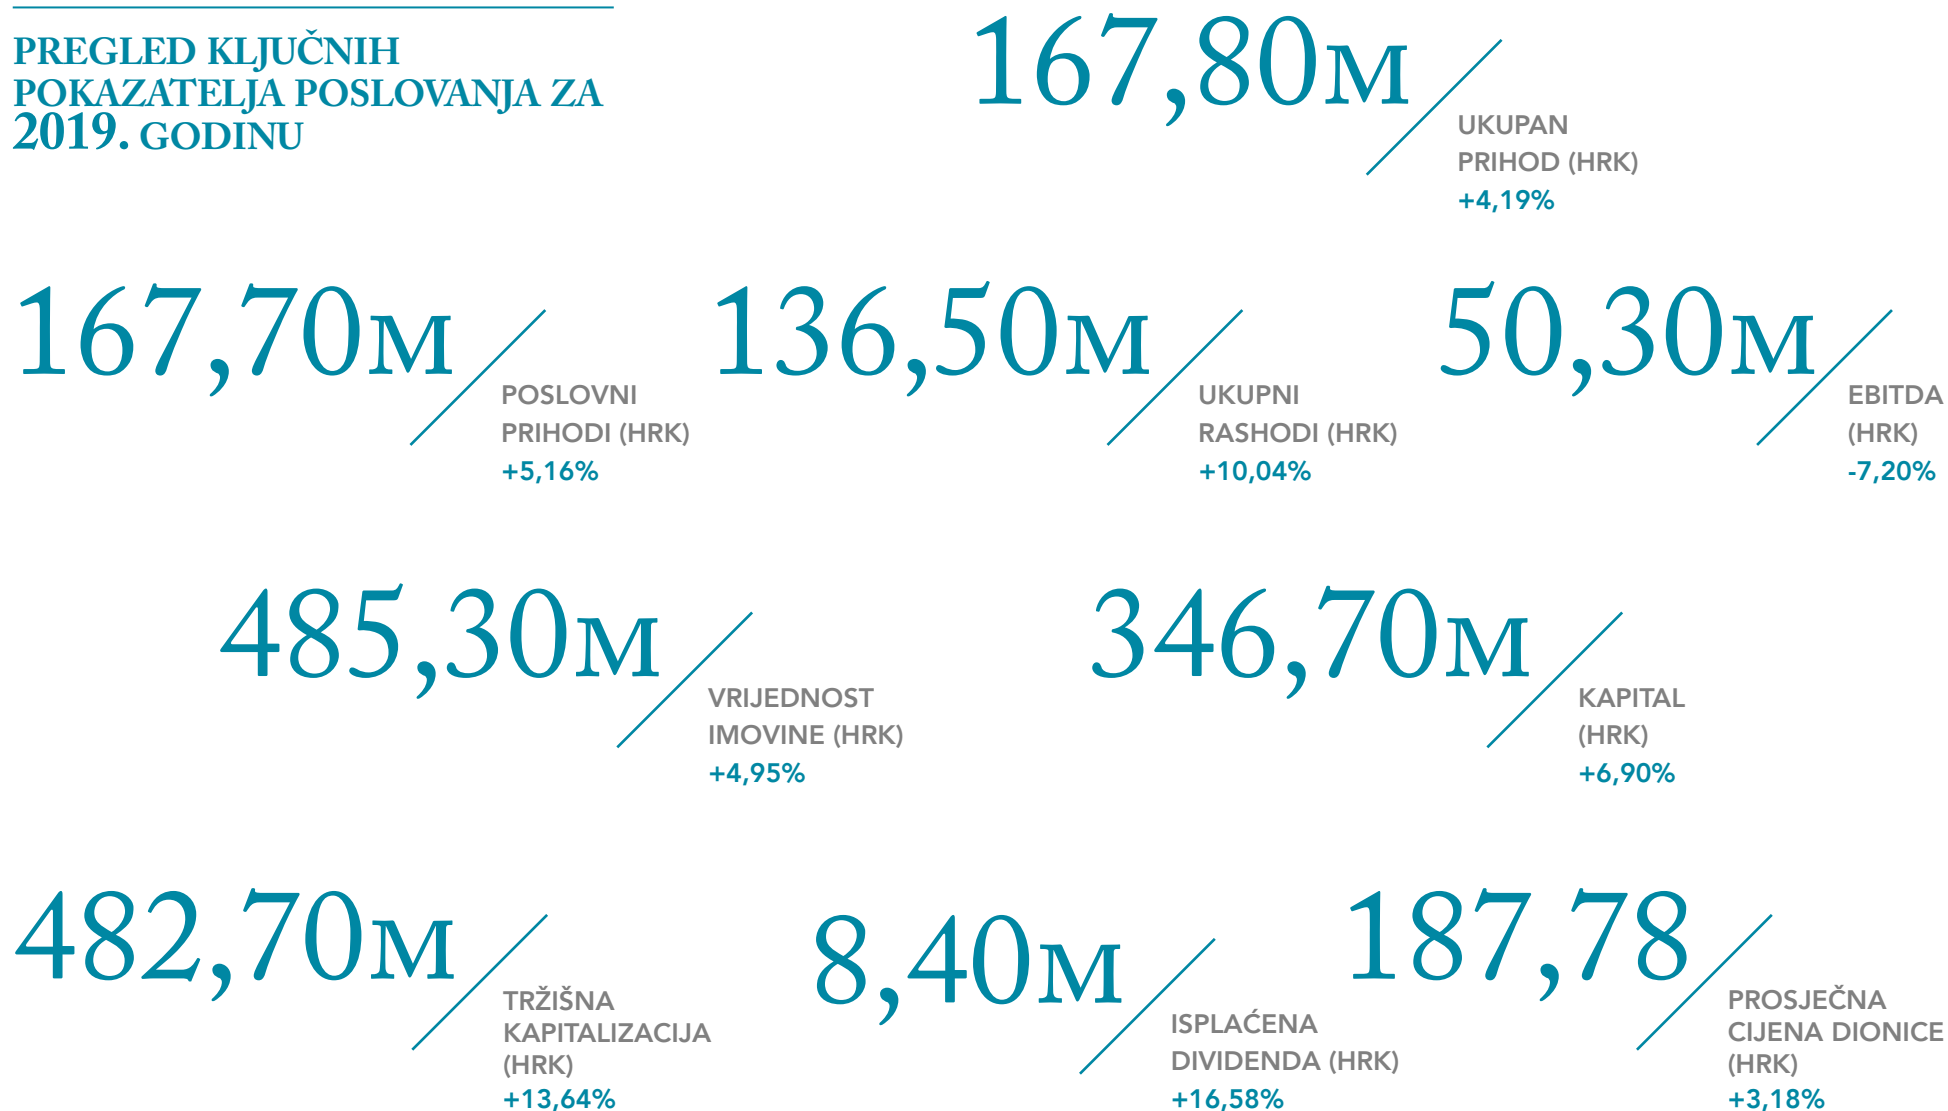 PREGLED KLJUČNIH
POKAZATELJA POSLOVANJA ZA
2019. GODINU
167,80M
UKUPAN
PRIHOD (HRK)
+4,19%
167,70M
POSLOVNI
PRIHODI (HRK)
+5,16%
136,50M
UKUPNI
RASHODI (HRK)
+10,04%
50,30M
EBITDA
(HRK)
-7,20%
485,30M
VRIJEDNOST
IMOVINE (HRK)
+4,95%
346,70M
KAPITAL
(HRK)
+6,90%
482,70M
TRŽIŠNA
KAPITALIZACIJA
(HRK)
+13,64%
8,40M
ISPLAĆENA
DIVIDENDA (HRK)
+16,58%
187,78
PROSJEČNA
CIJENA DIONICE
(HRK)
+3,18%